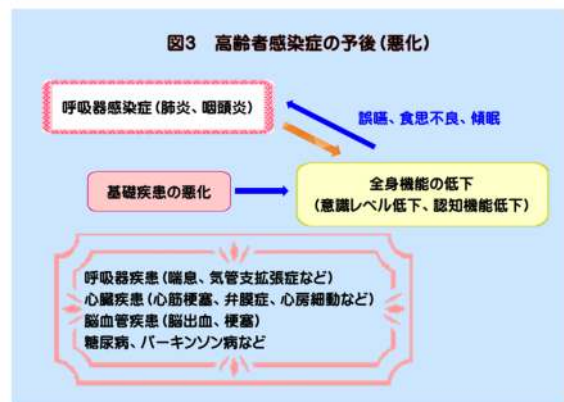 図3 高齢者感染症の予後(悪化)
呼吸器感染症(肺炎、咽頭炎)
誤嚥、食思不良、傾眠
基礎疾患の悪化
全身機能の低下
(意識レベル低下、認知機能低下)
呼吸器疾患(喘息、気管支拡張症など)
心臓疾患(心筋梗塞、弁膜症、心房細動など)
脳血管疾患(脳出血、梗塞)
糖尿病、パーキンソン病など